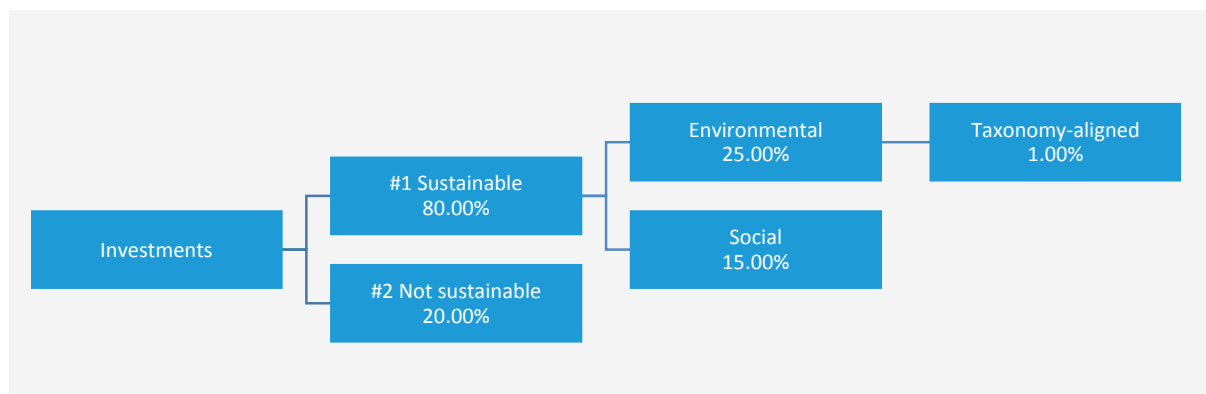 Investments
#1 Sustainable
80.00%
#2 Not sustainable
20.00%
Environmental
25.00%
Social
15.00%
Taxonomy-aligned
1.00%